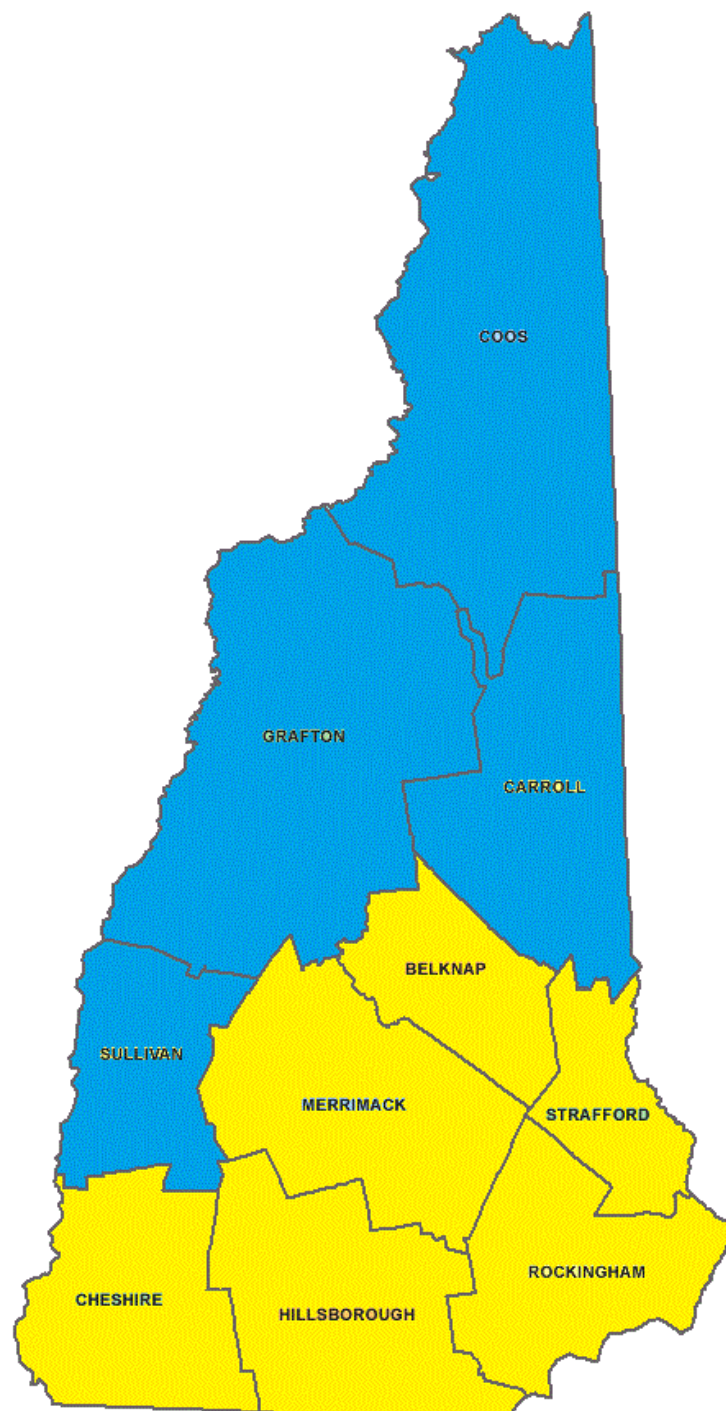 COOS
GRAFTON
CARROLL
BELKNAP
SULLIVAN
MERRIMACK
STRAFFORD
ROCKINGHAM
CHESHIRE
HILLSBOROUGH